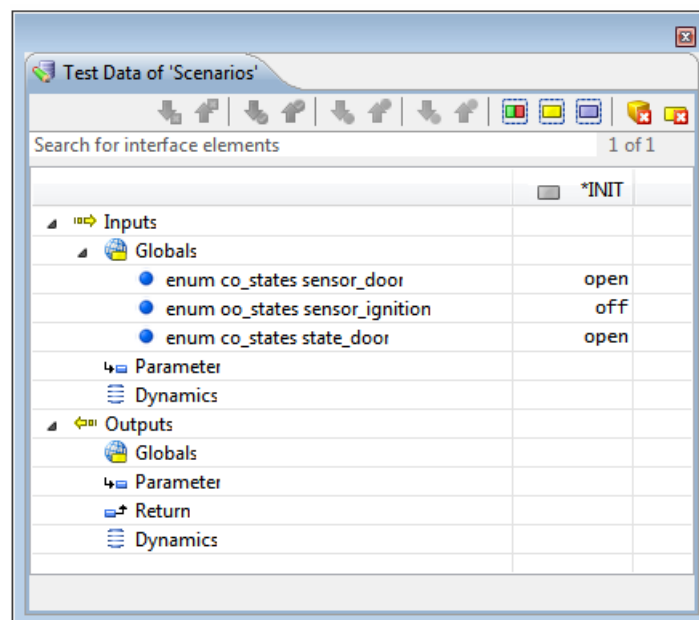 Test Data of 'Scenarios'
Search for interface elements 1 of 1
*INIT
Inputs
Globals
enum co_states sensor_door open
enum oo_states sensor_ignition off
enum co_states state_door open
Parameter
Dynamics
Outputs
Globals
Parameter
Return
Dynamics